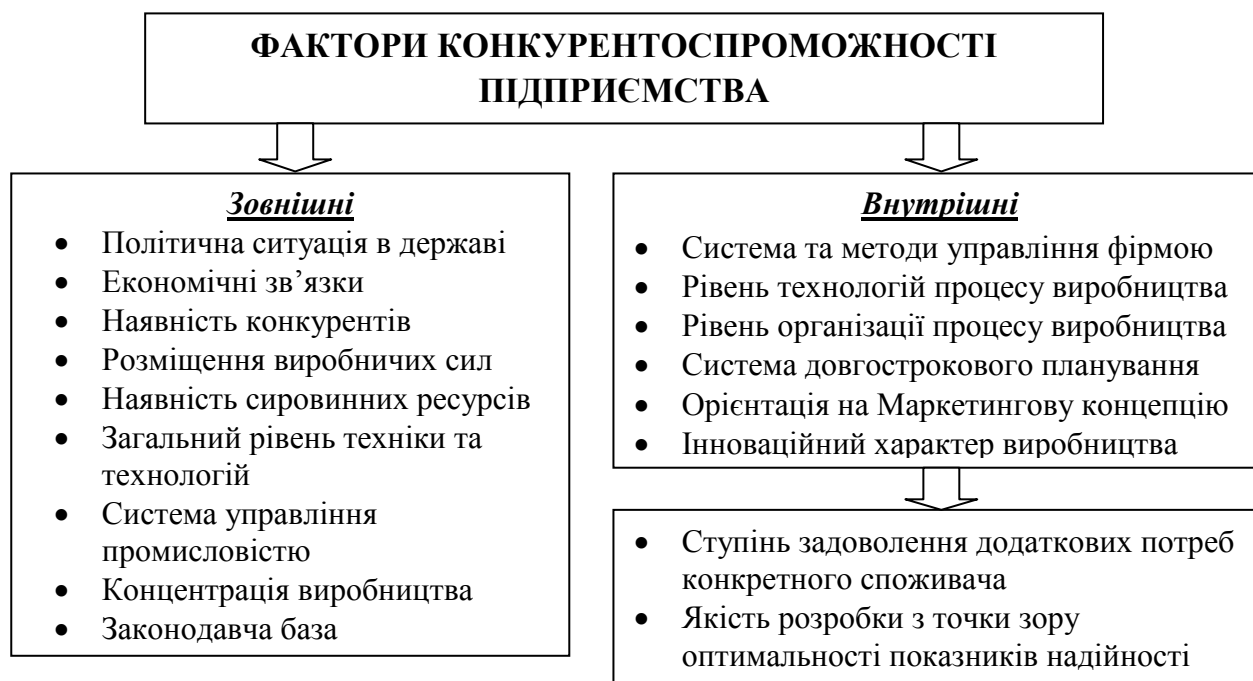 ФАКТОРИ КОНКУРЕНТОСПРОМОЖНОСТІ
ПІДПРИЄМСТВА
Зовнішні
• Політична ситуація в державі
• Економічні зв’язки
• Наявність конкурентів
• Розміщення виробничих сил
• Наявність сировинних ресурсів
• Загальний рівень техніки та
технологій
• Система управління
промисловістю
• Концентрація виробництва
• Законодавча база
Внутрішні
• Система та методи управління фірмою
• Рівень технологій процесу виробництва
• Рівень організації процесу виробництва
• Система довгострокового планування
• Орієнтація на Маркетингову концепцію
• Інноваційний характер виробництва
• Ступінь задоволення додаткових потреб
конкретного споживача
• Якість розробки з точки зору
оптимальності показників надійності